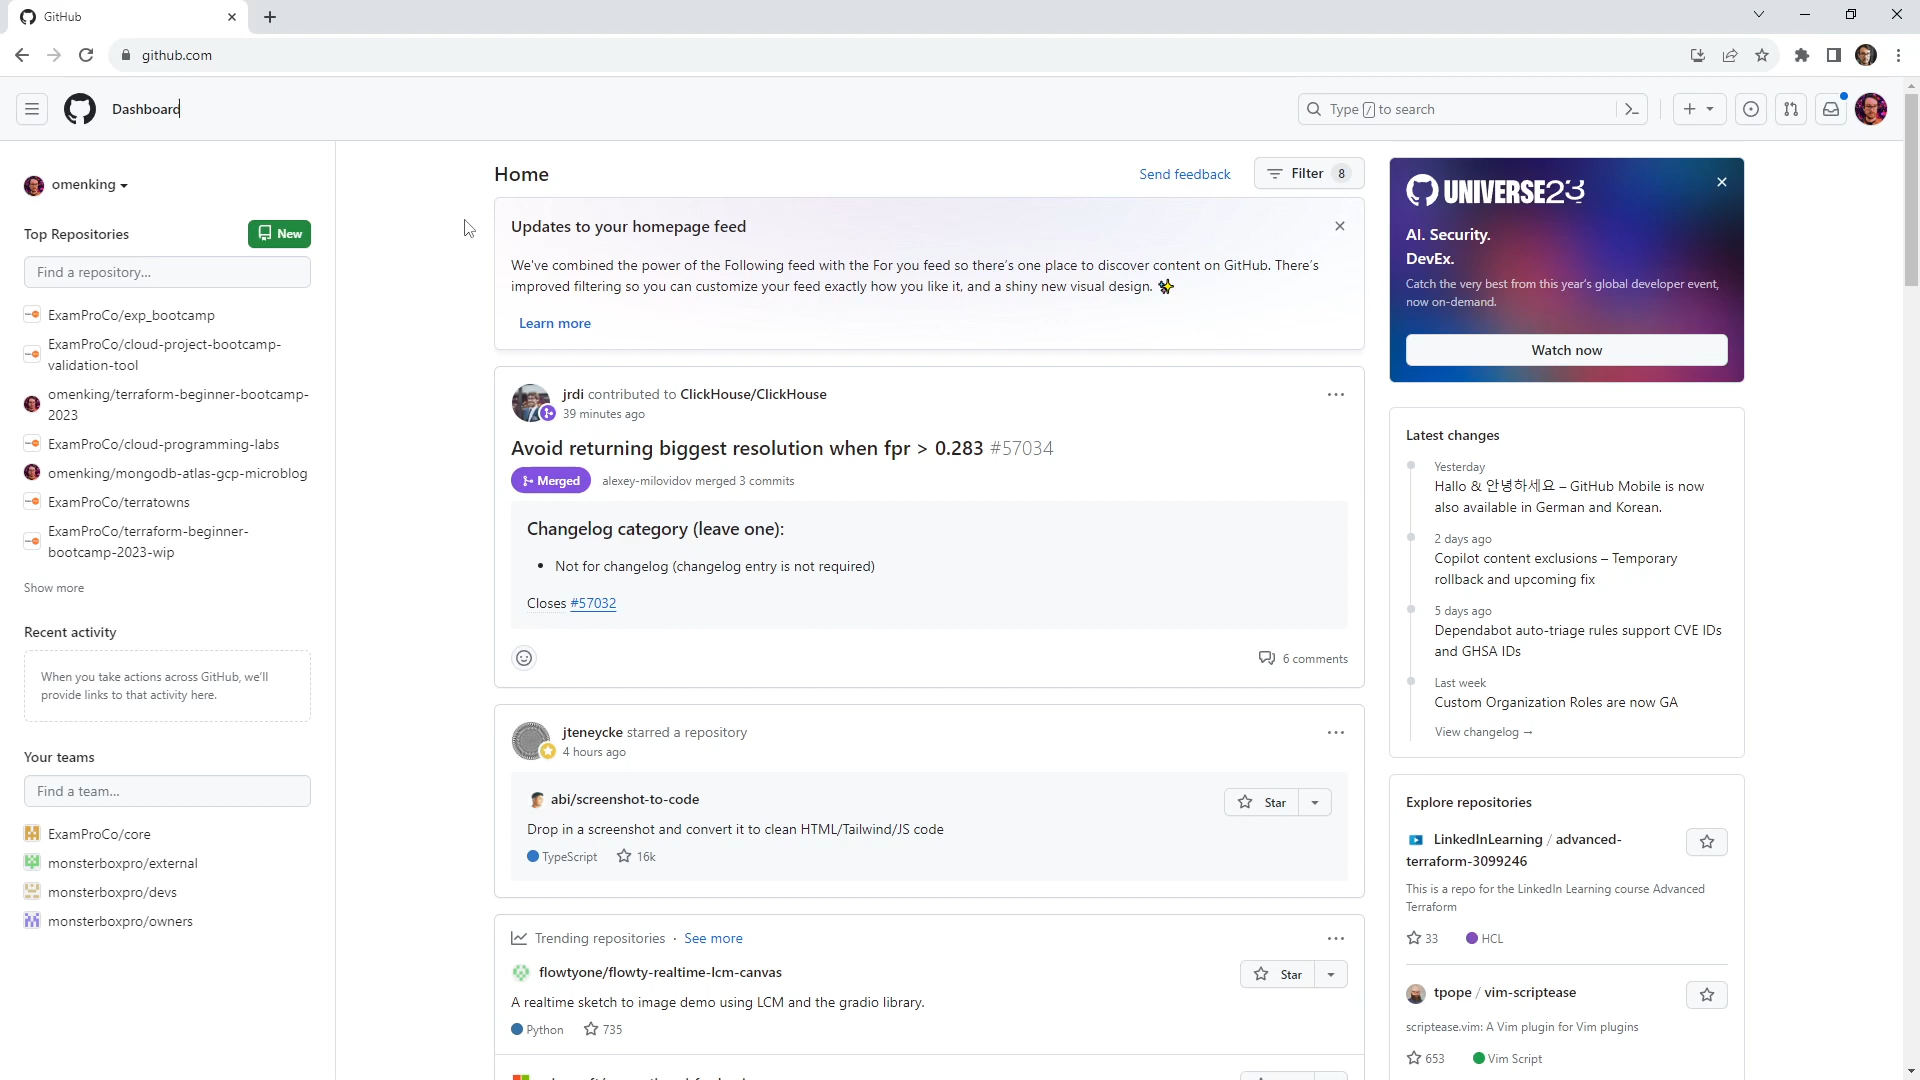 GitHub
github.com
Dashboard
Type / to search
omenking
Top Repositories
New
Find a repository...
ExamProCo/exp_bootcamp
ExamProCo/cloud-project-bootcamp-
validation-tool
omenking/terraform-beginner-bootcamp-
2023
ExamProCo/cloud-programming-labs
omenking/mongodb-atlas-gcp-microblog
ExamProCo/terratowns
ExamProCo/terraform-beginner-
bootcamp-2023-wip
Show more
Recent activity
When you take actions across GitHub, we'll
provide links to that activity here.
Your teams
Find a team...
ExamProCo/core
monsterboxpro/external
monsterboxpro/devs
monsterboxpro/owners
Home
Send feedback
Filter 8
Updates to your homepage feed
We've combined the power of the Following feed with the For you feed so there's one place to discover content on GitHub. There's
improved filtering so you can customize your feed exactly how you like it, and a shiny new visual design. ✨
Learn more
jrdi contributed to ClickHouse/ClickHouse
39 minutes ago
Avoid returning biggest resolution when fpr > 0.283 #57034
Merged alexey-milovidov merged 3 commits
Changelog category (leave one):
• Not for changelog (changelog entry is not required)
Closes #57032
6 comments
jteneycke starred a repository
4 hours ago
abi/screenshot-to-code
Star
Drop in a screenshot and convert it to clean HTML/Tailwind/JS code
TypeScript 16k
Trending repositories · See more
flowtyone/flowty-realtime-lcm-canvas
Star
A realtime sketch to image demo using LCM and the gradio library.
Python 735
UNIVERSE23
AI. Security.
DevEx.
Catch the very best from this year's global developer event,
now on-demand.
Watch now
Latest changes
Yesterday
Hallo & 안녕하세요 – GitHub Mobile is now
also available in German and Korean.
2 days ago
Copilot content exclusions – Temporary
rollback and upcoming fix
5 days ago
Dependabot auto-triage rules support CVE IDs
and GHSA IDs
Last week
Custom Organization Roles are now GA
View changelog →
Explore repositories
LinkedInLearning / advanced-
terraform-3099246
This is a repo for the LinkedIn Learning course Advanced
Terraform
33 HCL
tpope / vim-scriptease
scriptease.vim: A Vim plugin for Vim plugins
653 Vim Script